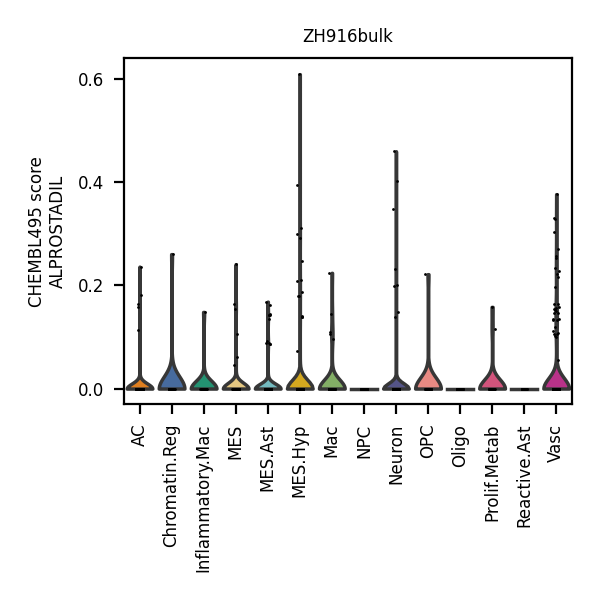 ZH916bulk
CHEMBL495 score
ALPROSTADIL
0.6
0.4
0.2
0.0
AC
Chromatin.Reg
Inflammatory.Mac
MES
MES.Ast
MES.Hyp
Mac
NPC
Neuron
OPC
Oligo
Prolif.Metab
Reactive.Ast
Vasc